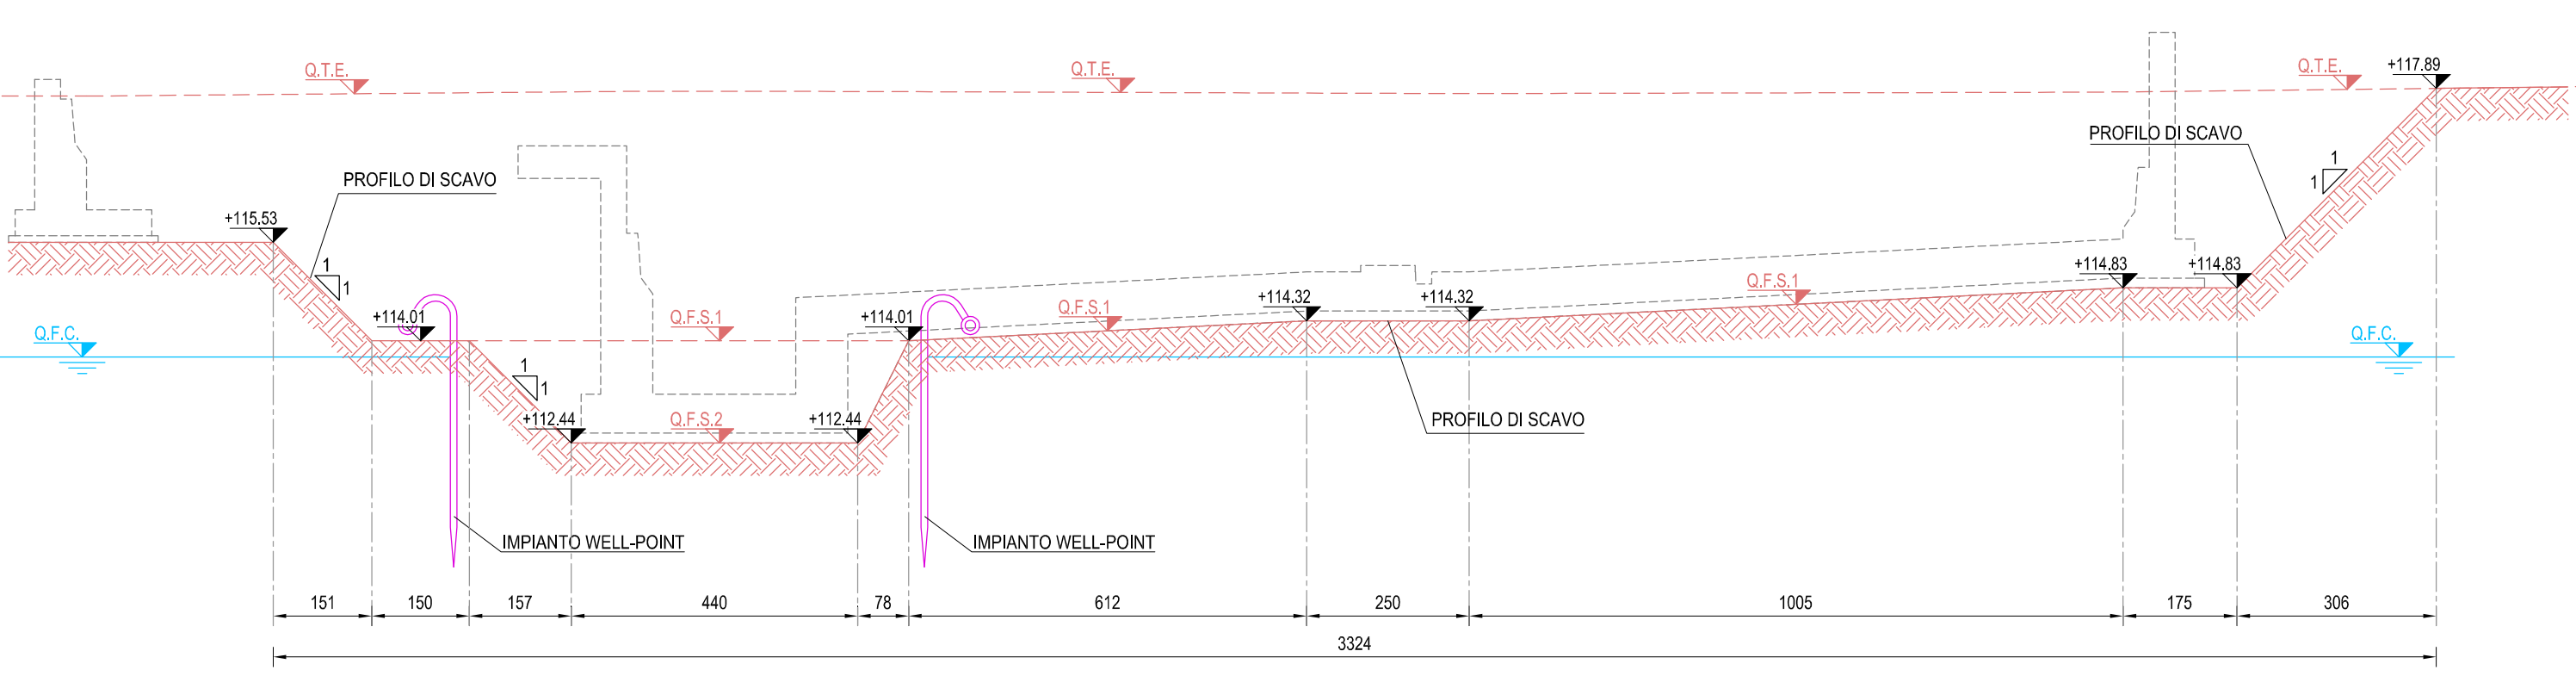 Q.T.E.
Q.T.E.
Q.T.E.
+117.89
PROFILO DI SCAVO
PROFILO DI SCAVO
1
1
+115.53
1
1
+114.01
Q.F.C.
Q.F.S.1
+114.01
Q.F.S.1
+114.32
+114.32
Q.F.S.1
+114.83
+114.83
Q.F.C.
1
1
+112.44
Q.F.S.2
+112.44
PROFILO DI SCAVO
IMPIANTO WELL-POINT
IMPIANTO WELL-POINT
151
150
157
440
78
612
250
1005
175
306
3324